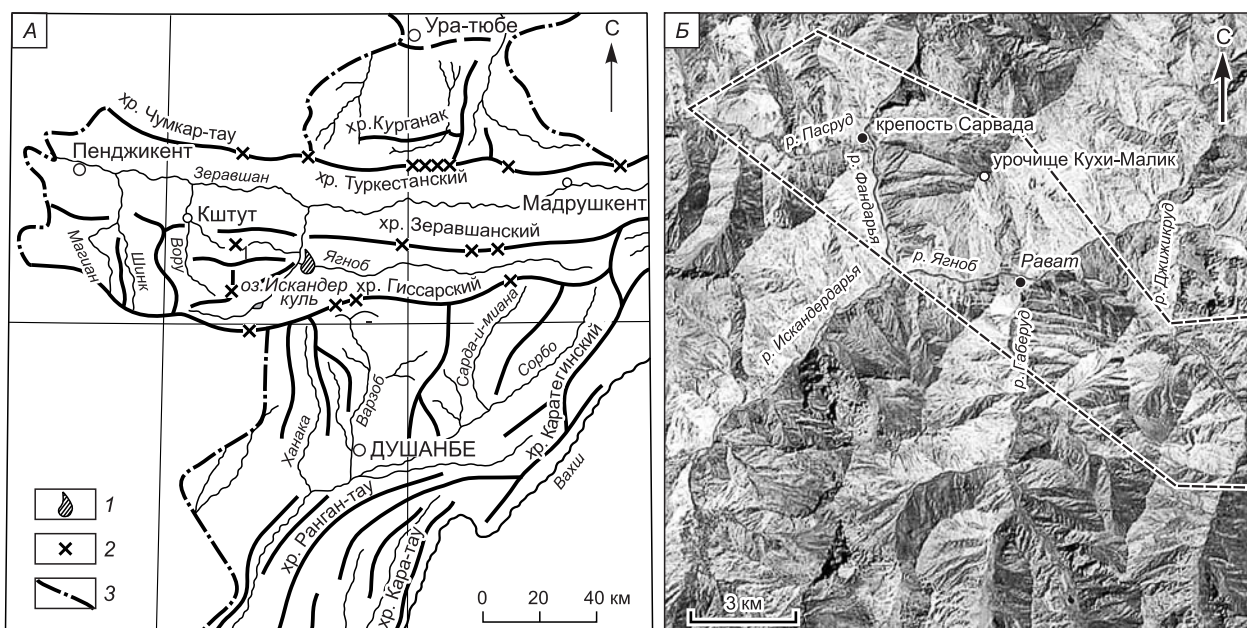 А
Ура-тюбе
С
хр. Чумкар-тау
хр.Курганак
Пенджикент
Зеравшан
хр. Туркестанский
Мадрушкент
Кштут
хр. Зеравшанский
Магиан
Шинк
Вору
Ягноб
оз.Искандер
куль
хр. Гиссарский
Сарда-и-миана
Сорбо
хр. Каратегинский
Варзоб
Ханака
ДУШАНБЕ
Вахш
хр. Ранган-тау
хр. Кара-тау
1
2
3
0 20 40 км
Б
С
р. Пасруд
крепость Сарвада
урочище Кухи-Малик
р. Фандарья
р. Джижикруд
р. Ягноб
Рават
р. Искандердарья
р. Габеруд
3 км